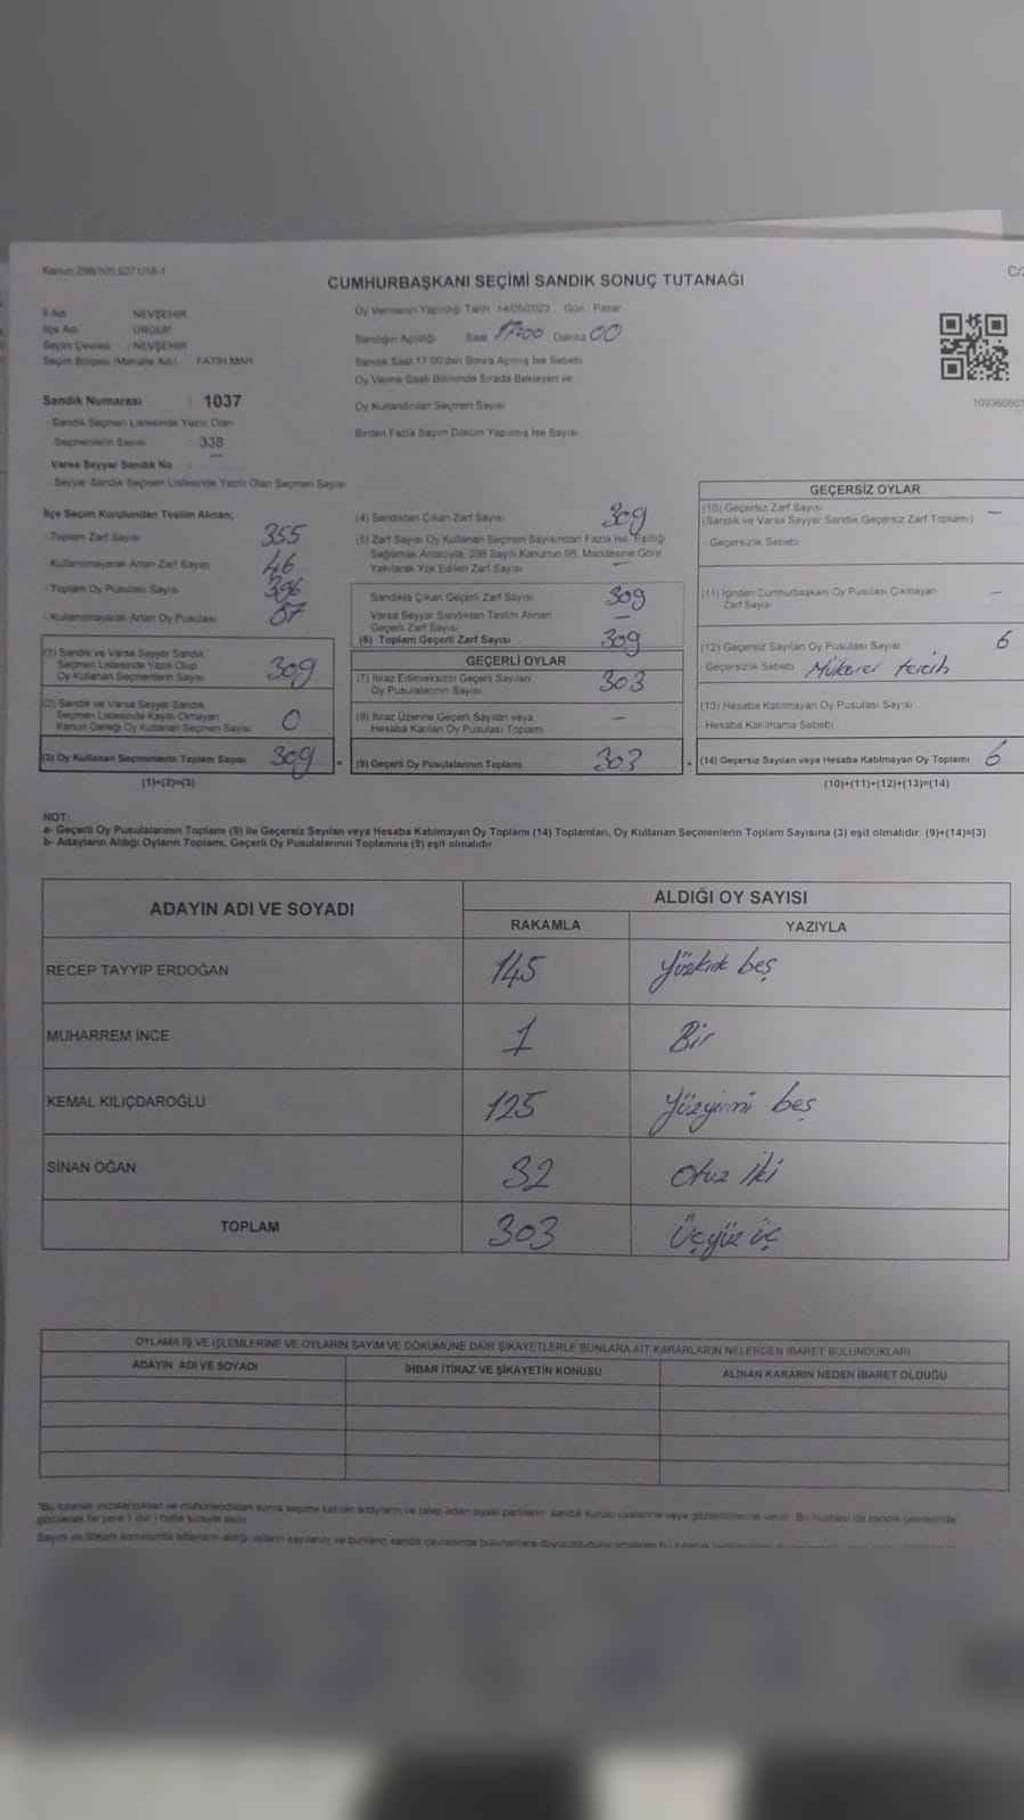 CUMHURBAŞKANI SEÇİMİ SANDIK SONUÇ TUTANAĞI
C/2
İl Adı NEVŞEHİR
İlçe Adı ÜRGÜP
Seçim Çevresi NEVŞEHİR
Seçim Bölgesi (Mahalle Adı) FATİH MAH
Sandık Numarası : 1037
Sandık Seçmen Listesinde Yazılı Olan
Seçmenlerin Sayısı 338
Varsa Seyyar Sandık No
Seyyar Sandık Seçmen Listesinde Yazılı Olan Seçmen Sayısı
Oy Vermenin Yapıldığı Tarih 14/05/2023 Gün Pazar
Sandığın Açıldığı Saat 17:00 Dakika 00
Sandık Saat 17.00'den Sonra Açılmış İse Sebebi
Oy Verme Saati Bitiminde Sırada Bekleyen ve
Oy Kullandırılan Seçmen Sayısı
Birden Fazla Sayım Döküm Yapılmış İse Sayısı
İlçe Seçim Kurulundan Teslim Alınan;
- Toplam Zarf Sayısı 355
- Kullanılmayarak Artan Zarf Sayısı 46
- Toplam Oy Pusulası Sayısı 396
- Kullanılmayarak Artan Oy Pusulası 87
(1) Sandık ve Varsa Seyyar Sandık
Seçmen Listesinde Yazılı Olup
Oy Kullanan Seçmenlerin Sayısı 309
(2) Sandık ve Varsa Seyyar Sandık
Seçmen Listesinde Kayıtlı Olmayan
Kanun Gereği Oy Kullanan Seçmen Sayısı 0
(3) Oy Kullanan Seçmenlerin Toplam Sayısı 309
(1)+(2)=(3)
(4) Sandıktan Çıkan Zarf Sayısı 309
(5) Zarf Sayısı Oy Kullanan Seçmen Sayısından Fazla ise, Eşitliği
Sağlamak Amacıyla, 298 Sayılı Kanunun 98. Maddesine Göre
Yakılarak Yok Edilen Zarf Sayısı —
Sandıkta Çıkan Geçerli Zarf Sayısı 309
Varsa Seyyar Sandıktan Teslim Alınan
Geçerli Zarf Sayısı —
(6) Toplam Geçerli Zarf Sayısı 309
GEÇERLİ OYLAR
(7) İtiraz Edilmeksizin Geçerli Sayılan
Oy Pusulalarının Sayısı 303
(8) İtiraz Üzerine Geçerli Sayılan veya
Hesaba Katılan Oy Pusulası Toplamı —
(9) Geçerli Oy Pusulalarının Toplamı 303
GEÇERSİZ OYLAR
(10) Geçersiz Zarf Sayısı
(Sandık ve Varsa Seyyar Sandık Geçersiz Zarf Toplamı) —
- Geçersizlik Sebebi
(11) İçinden Cumhurbaşkanı Oy Pusulası Çıkmayan
Zarf Sayısı —
(12) Geçersiz Sayılan Oy Pusulası Sayısı 6
Geçersizlik Sebebi Mükerer tercih
(13) Hesaba Katılmayan Oy Pusulası Sayısı
- Hesaba Katılmama Sebebi
(14) Geçersiz Sayılan veya Hesaba Katılmayan Oy Toplamı 6
(10)+(11)+(12)+(13)=(14)
NOT:
a- Geçerli Oy Pusulalarının Toplamı (9) ile Geçersiz Sayılan veya Hesaba Katılmayan Oy Toplamı (14) Toplamları, Oy Kullanan Seçmenlerin Toplam Sayısına (3) eşit olmalıdır. (9)+(14)=(3)
b- Adayların Aldığı Oyların Toplamı, Geçerli Oy Pusulalarının Toplamına (9) eşit olmalıdır
ADAYIN ADI VE SOYADI
ALDIĞI OY SAYISI
RAKAMLA YAZIYLA
RECEP TAYYİP ERDOĞAN 145 Yüzkırk beş
MUHARREM İNCE 1 Bir
KEMAL KILIÇDAROĞLU 125 Yüzyirmi beş
SİNAN OĞAN 32 Otuz iki
TOPLAM 303 Üçyüz üç
OYLAMA İŞ VE İŞLEMLERİNE VE OYLARIN SAYIM VE DÖKÜMÜNE DAİR ŞİKAYETLERLE BUNLARA AİT KARARLARIN NELERDEN İBARET BULUNDUKLARI
ADAYIN ADI VE SOYADI İHBAR İTİRAZ VE ŞİKAYETİN KONUSU ALINAN KARARIN NEDEN İBARET OLDUĞU